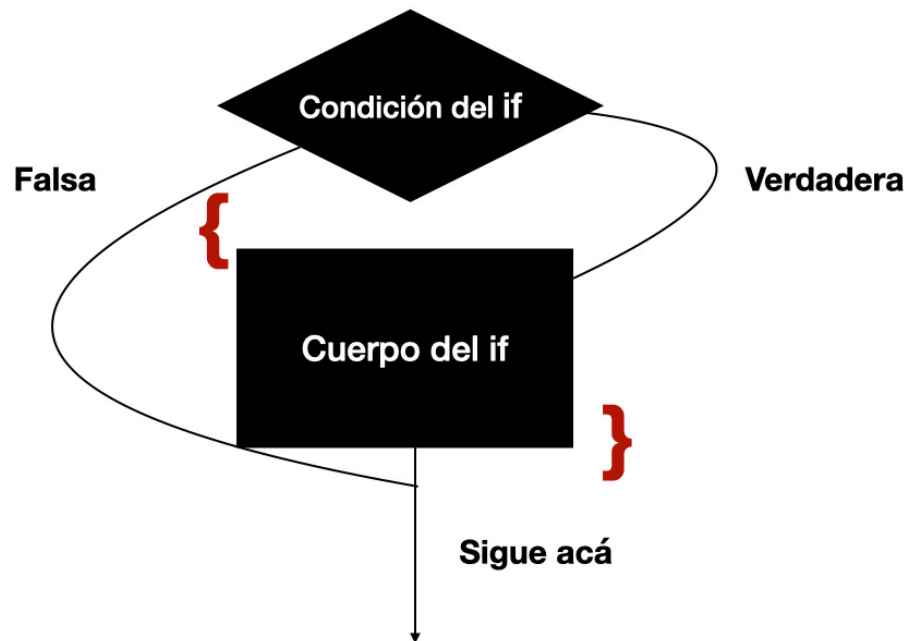 Condición del if
Falsa
Verdadera
{
Cuerpo del if
}
Sigue acá